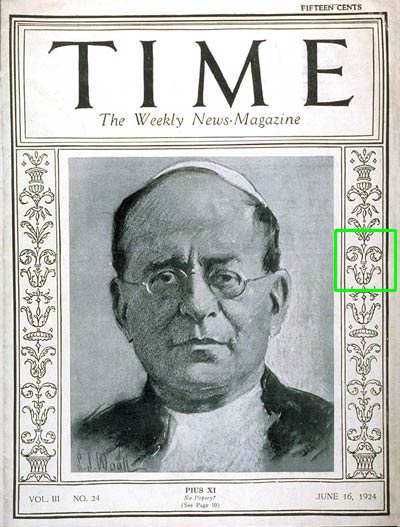 FIFTEEN CENTS
TIME
The Weekly News-Magazine
VOL. III NO. 24
PIUS XI
No Popery?
(See Page 10)
JUNE 16, 1924